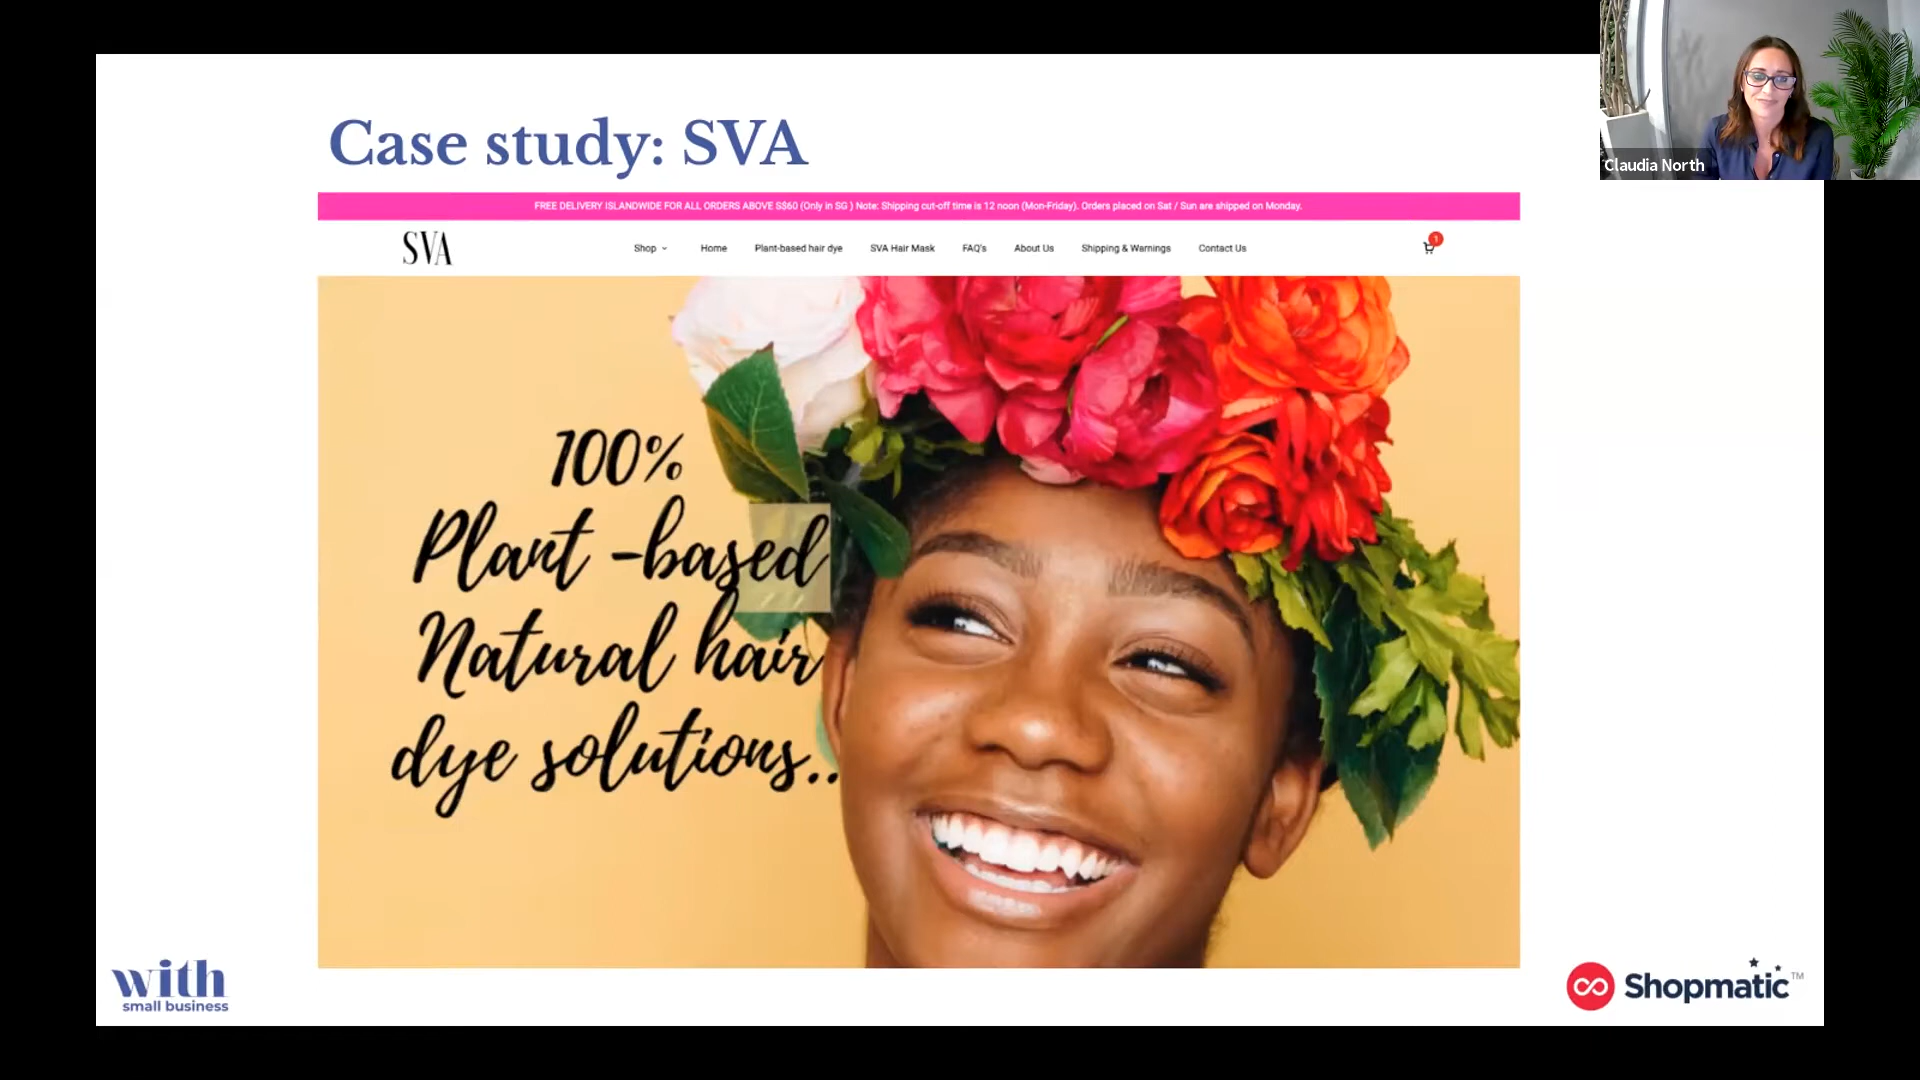 Case study: SVA
Claudia North
FREE DELIVERY ISLANDWIDE FOR ALL ORDERS ABOVE S$60 (Only in SG ) Note: Shipping cut-off time is 12 noon (Mon-Friday). Orders placed on Sat / Sun are shipped on Monday.
SVA
Shop Home Plant-based hair dye SVA Hair Mask FAQ's About Us Shipping & Warnings Contact Us 1
100%
Plant -based
Natural hair
dye solutions..
with
small business
Shopmatic™